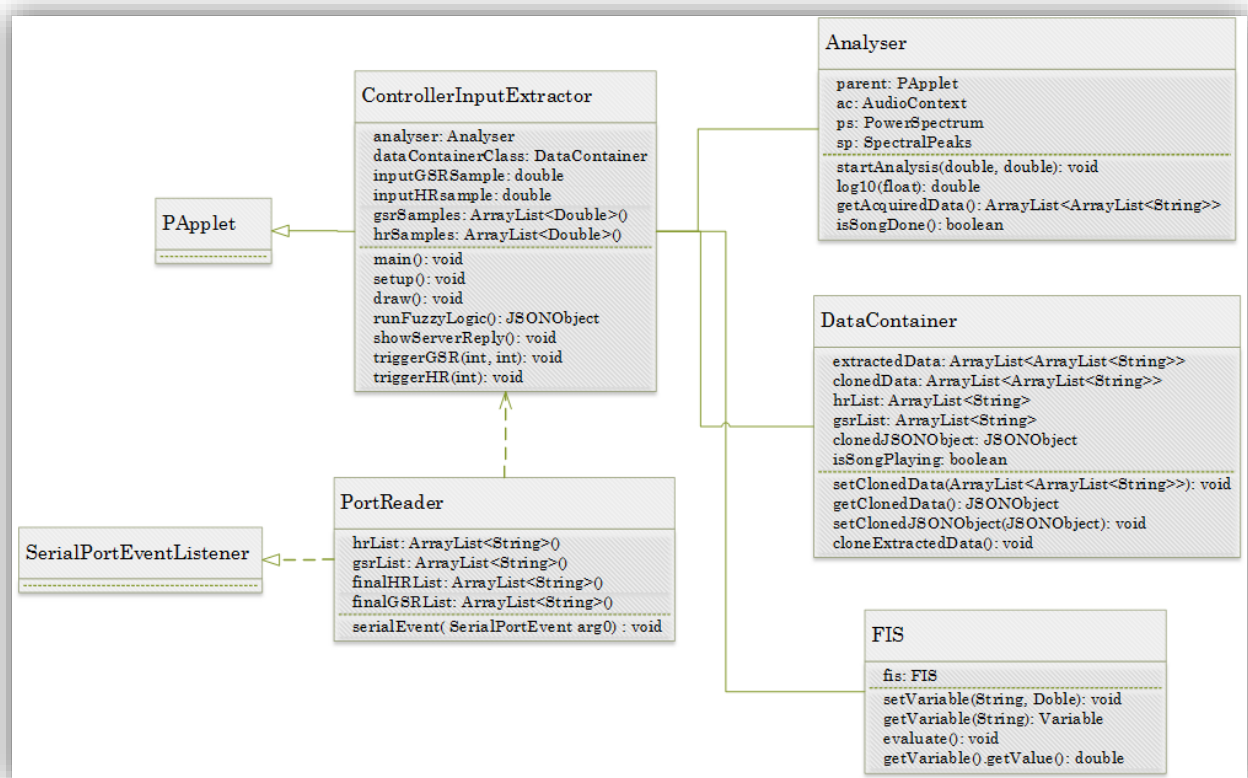 Analyser
parent: PApplet
ac: AudioContext
ps: PowerSpectrum
sp: SpectralPeaks
startAnalysis(double, double): void
log10(float): double
getAcquiredData(): ArrayList<ArrayList<String>>
isSongDone(): boolean
ControllerInputExtractor
analyser: Analyser
dataContainerClass: DataContainer
inputGSRSample: double
inputHRsample: double
gsrSamples: ArrayList<Double>()
hrSamples: ArrayList<Double>()
main(): void
setup(): void
draw(): void
runFuzzyLogic(): JSONObject
showServerReply(): void
triggerGSR(int, int): void
triggerHR(int): void
PApplet
DataContainer
extractedData: ArrayList<ArrayList<String>>
clonedData: ArrayList<ArrayList<String>>
hrList: ArrayList<String>
gsrList: ArrayList<String>
clonedJSONObject: JSONObject
isSongPlaying: boolean
setClonedData(ArrayList<ArrayList<String>>): void
getClonedData(): JSONObject
setClonedJSONObject(JSONObject): void
cloneExtractedData(): void
PortReader
hrList: ArrayList<String>()
gsrList: ArrayList<String>()
finalHRList: ArrayList<String>()
finalGSRList: ArrayList<String>()
serialEvent( SerialPortEvent arg0) : void
SerialPortEventListener
FIS
fis: FIS
setVariable(String, Doble): void
getVariable(String): Variable
evaluate(): void
getVariable().getValue(): double